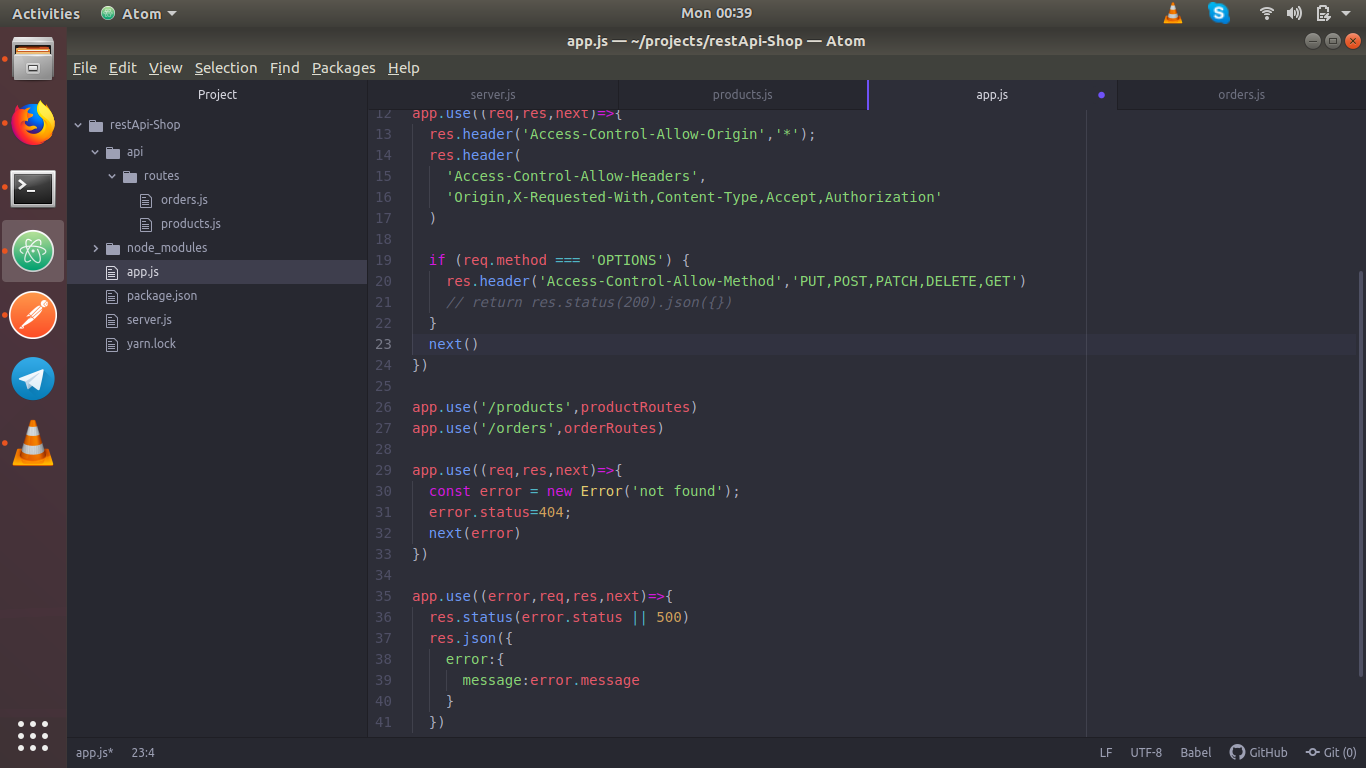 Activities Atom Mon 00:39
app.js — ~/projects/restApi-Shop — Atom
File Edit View Selection Find Packages Help
Project
restApi-Shop
api
routes
orders.js
products.js
node_modules
app.js
package.json
server.js
yarn.lock
server.js products.js app.js orders.js
12 app.use((req,res,next)=>{
13 res.header('Access-Control-Allow-Origin','*');
14 res.header(
15 'Access-Control-Allow-Headers',
16 'Origin,X-Requested-With,Content-Type,Accept,Authorization'
17 )
18
19 if (req.method === 'OPTIONS') {
20 res.header('Access-Control-Allow-Method','PUT,POST,PATCH,DELETE,GET')
21 // return res.status(200).json({})
22 }
23 next()
24 })
25
26 app.use('/products',productRoutes)
27 app.use('/orders',orderRoutes)
28
29 app.use((req,res,next)=>{
30 const error = new Error('not found');
31 error.status=404;
32 next(error)
33 })
34
35 app.use((error,req,res,next)=>{
36 res.status(error.status || 500)
37 res.json({
38 error:{
39 message:error.message
40 }
41 })
app.js* 23:4 LF UTF-8 Babel GitHub Git (0)